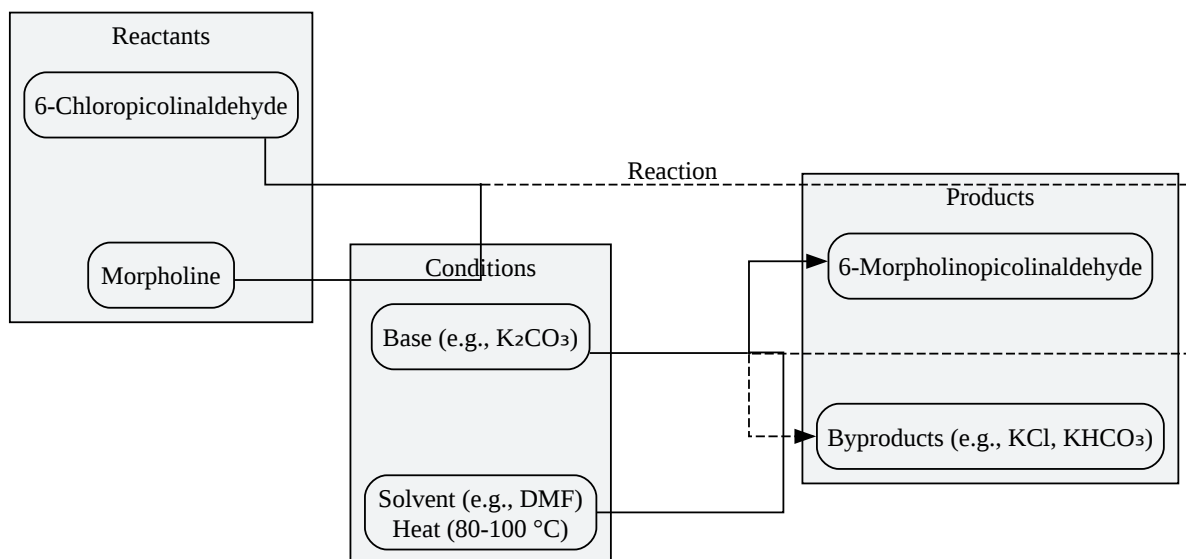 Reactants
6-Chloropicolinaldehyde
Morpholine
Reaction
Conditions
Base (e.g., K₂CO₃)
Solvent (e.g., DMF)
Heat (80-100 °C)
Products
6-Morpholinopicolinaldehyde
Byproducts (e.g., KCl, KHCO₃)